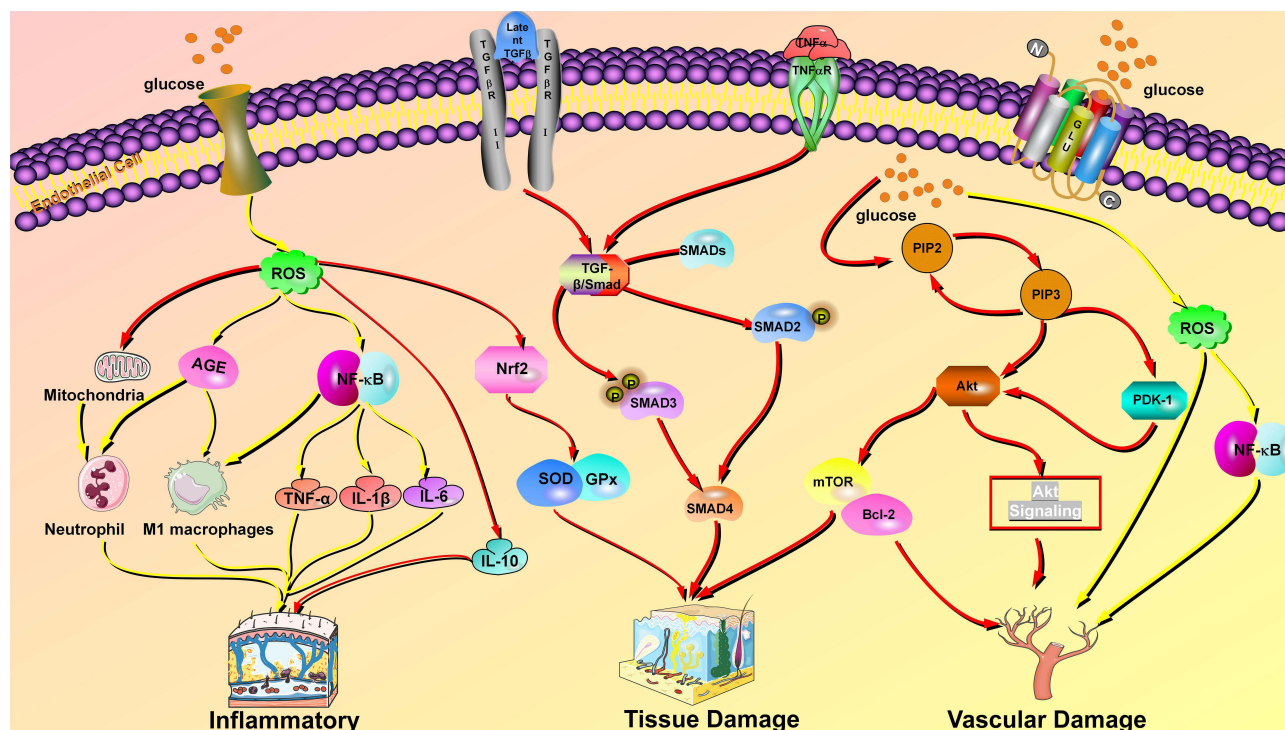 glucose
Late
nt
TGFβ
TGFβR II
TGFβR I
TNFα
TNFαR
N
glucose
GLU
C
Endothelial Cell
glucose
ROS
TGF-
β/Smad
SMADs
PIP2
PIP3
ROS
SMAD2
P
Mitochondria
AGE
NF-κB
Nrf2
P
P
SMAD3
Akt
PDK-1
NF-κB
Neutrophil
M1 macrophages
TNF-α
IL-1β
IL-6
SOD
GPx
SMAD4
mTOR
Bcl-2
Akt
Signaling
IL-10
Inflammatory
Tissue Damage
Vascular Damage